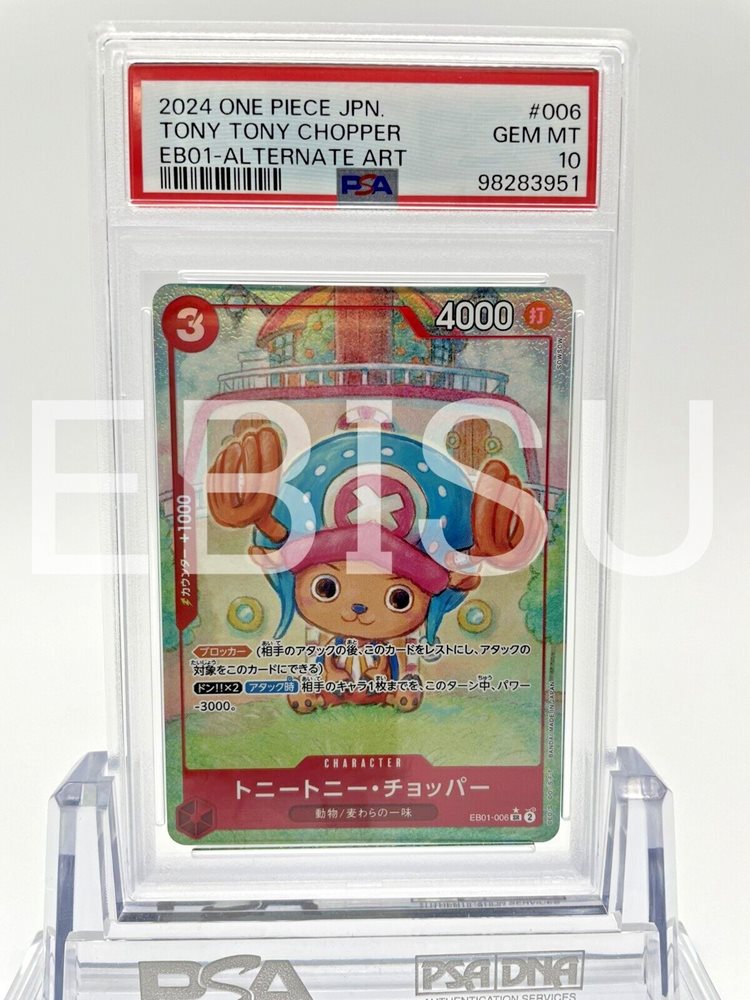 2024 ONE PIECE JPN. #006
TONY TONY CHOPPER GEM MT
EB01-ALTERNATE ART 10
PSA 98283951
3 4000 打
EBISU
カウンター +1000
ブロッカー (相手のアタックの後、このカードをレストにし、アタックの
対象をこのカードにできる)
ドン!!×2 アタック時 相手のキャラ1枚までを、このターン中、パワー
-3000。
CHARACTER
トニートニー・チョッパー
動物/麦わらの一味
EB01-006 SR 2
PSA PSA/DNA
AUTHENTICATION SERVICES